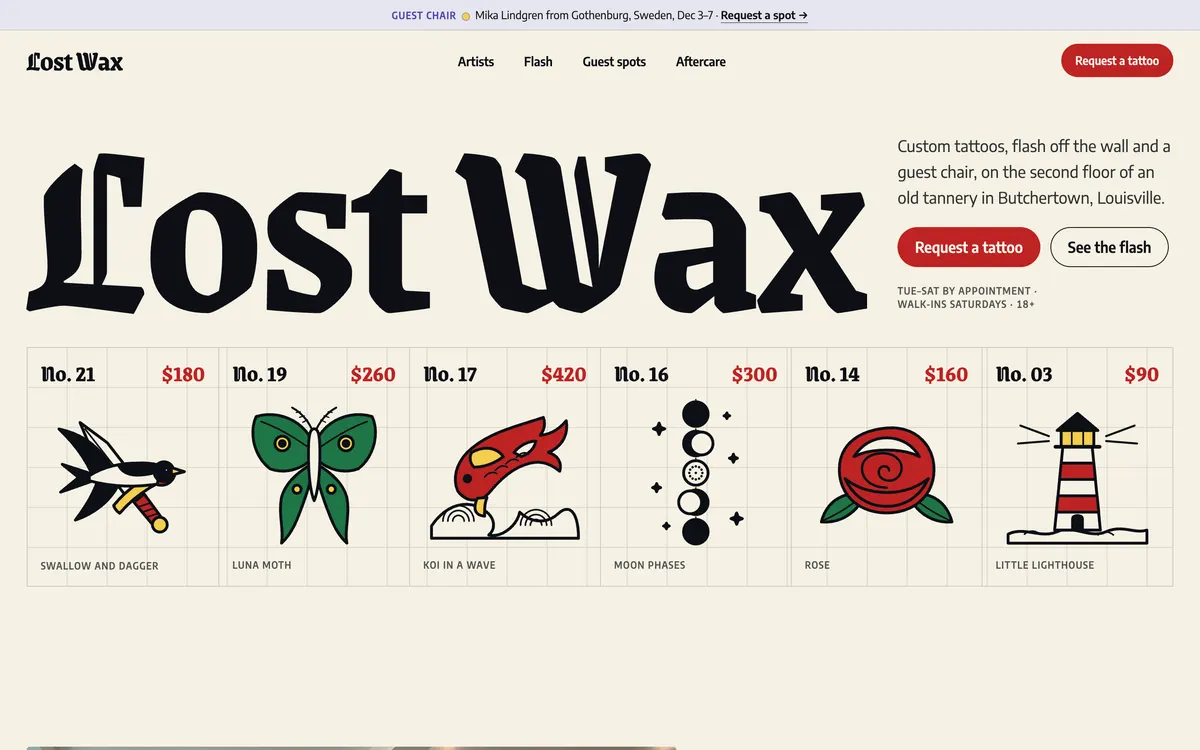 GUEST CHAIR Mika Lindgren from Gothenburg, Sweden, Dec 3–7 · Request a spot →
Lost Wax
Artists Flash Guest spots Aftercare
Request a tattoo
Lost Wax
Custom tattoos, flash off the wall and a
guest chair, on the second floor of an
old tannery in Butchertown, Louisville.
Request a tattoo
See the flash
TUE–SAT BY APPOINTMENT ·
WALK-INS SATURDAYS · 18+
No. 21 $180
SWALLOW AND DAGGER
No. 19 $260
LUNA MOTH
No. 17 $420
KOI IN A WAVE
No. 16 $300
MOON PHASES
No. 14 $160
ROSE
No. 03 $90
LITTLE LIGHTHOUSE